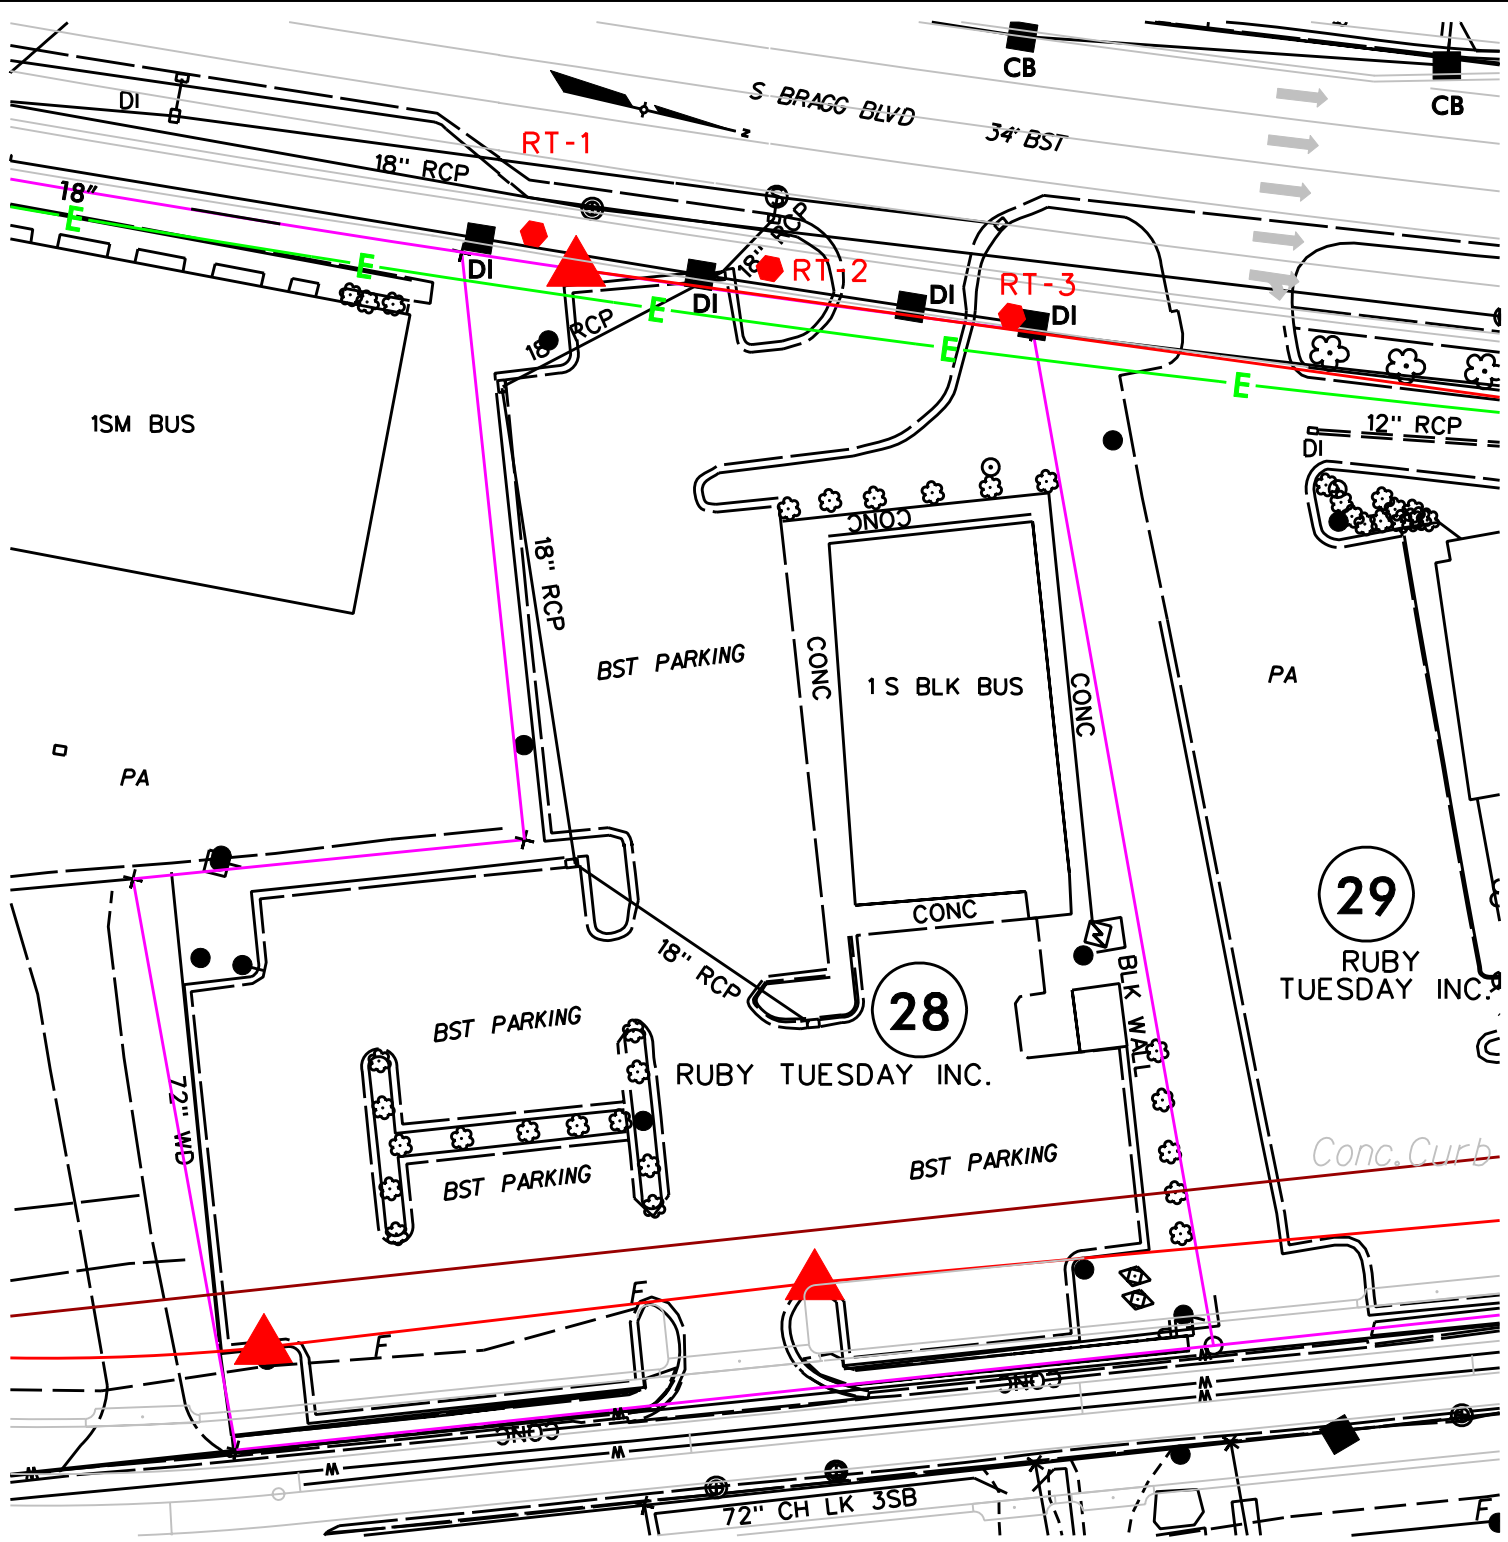 CB
CB
S BRAGG BLVD
34' BST
DI
RT-1
18" RCP
18"
z
E
E
DI
18" RCP
RT-2
DI
DI
RT-3
DI
E
E
E
18" RCP
1SM BUS
12" RCP
DI
CONC
18" RCP
BST PARKING
CONC
1 S BLK BUS
CONC
PA
PA
29
RUBY
TUESDAY INC.
CONC
18" RCP
BLK WALL
28
BST PARKING
RUBY TUESDAY INC.
72" WD
BST PARKING
BST PARKING
Conc.Curb
F
F
CONC
CONC
W
W
W
W
W
W
W
72" CH LK 3SB
F